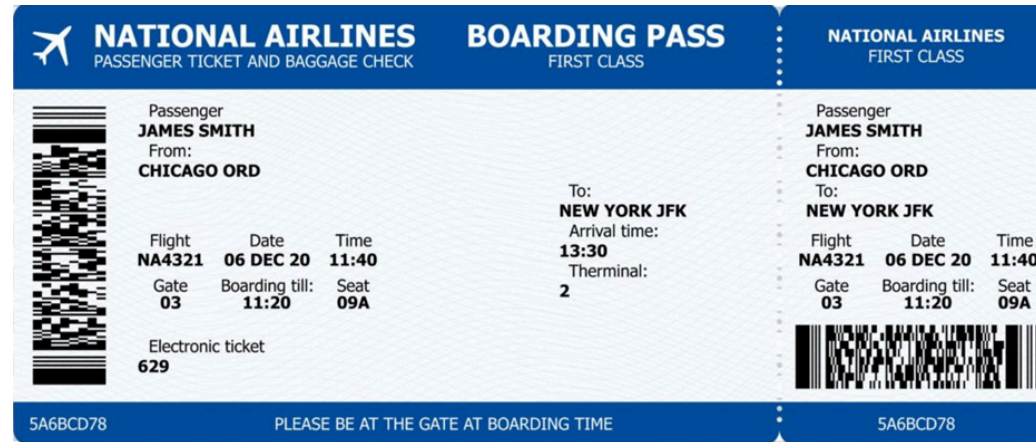 NATIONAL AIRLINES
PASSENGER TICKET AND BAGGAGE CHECK
BOARDING PASS
FIRST CLASS
Passenger
JAMES SMITH
From:
CHICAGO ORD
To:
NEW YORK JFK
Arrival time:
13:30
Therminal:
2
Flight Date Time
NA4321 06 DEC 20 11:40
Gate Boarding till: Seat
03 11:20 09A
Electronic ticket
629
5A6BCD78 PLEASE BE AT THE GATE AT BOARDING TIME
NATIONAL AIRLINES
FIRST CLASS
Passenger
JAMES SMITH
From:
CHICAGO ORD
To:
NEW YORK JFK
Flight Date Time
NA4321 06 DEC 20 11:40
Gate Boarding till: Seat
03 11:20 09A
5A6BCD78